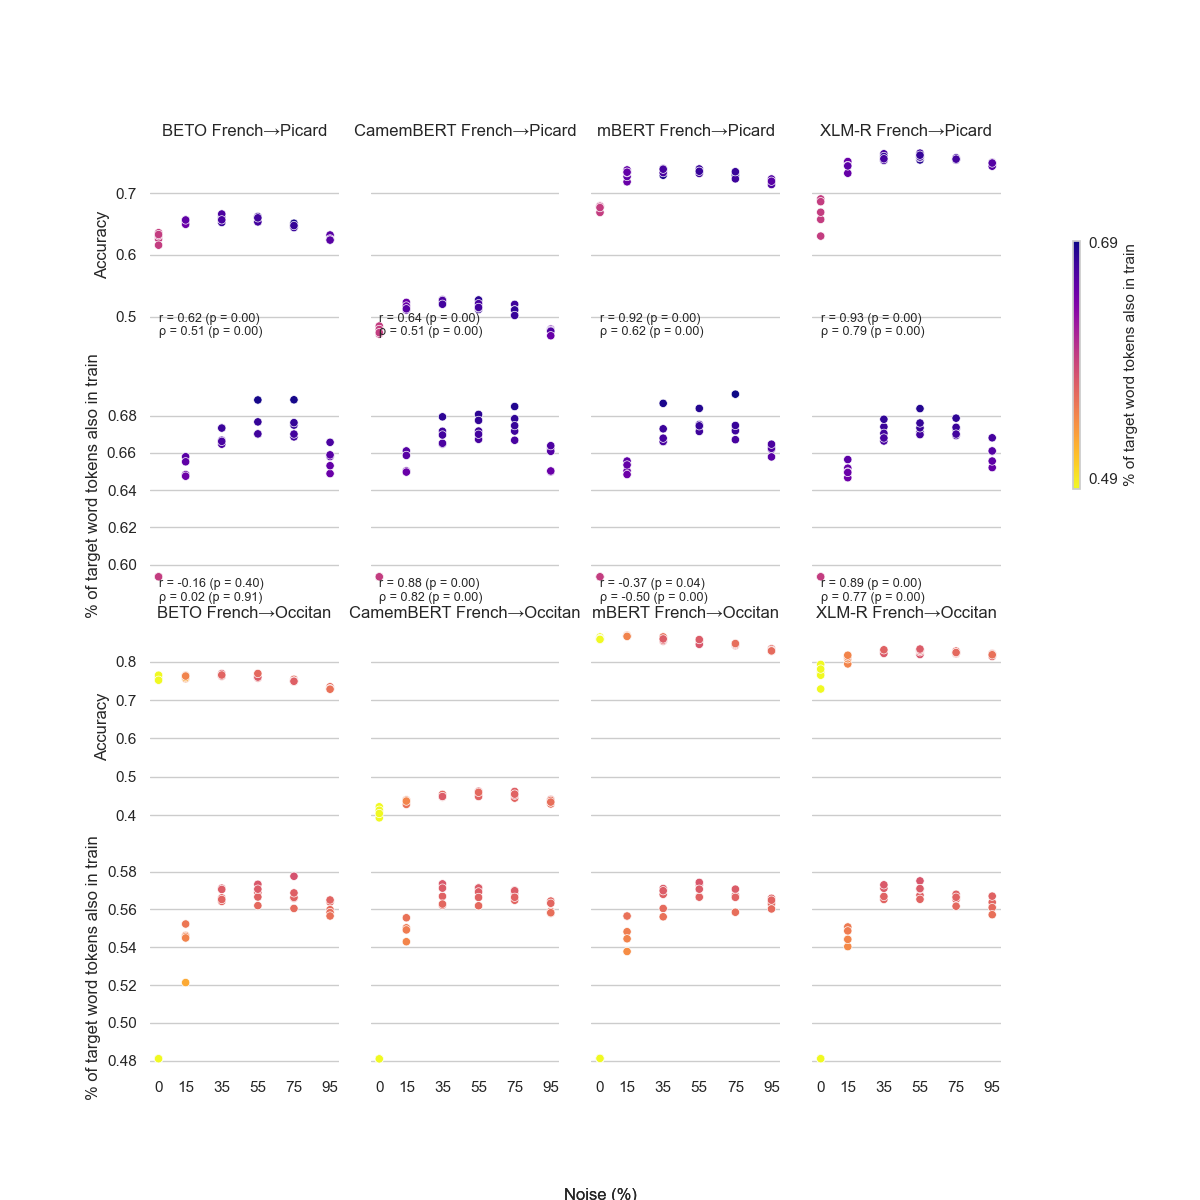 BETO French→Picard
CamemBERT French→Picard
mBERT French→Picard
XLM-R French→Picard
Accuracy
0.7
0.6
0.5
r = 0.62 (p = 0.00)
ρ = 0.51 (p = 0.00)
r = 0.64 (p = 0.00)
ρ = 0.51 (p = 0.00)
r = 0.92 (p = 0.00)
ρ = 0.62 (p = 0.00)
r = 0.93 (p = 0.00)
ρ = 0.79 (p = 0.00)
0.69
0.49
% of target word tokens also in train
% of target word tokens also in train
0.68
0.66
0.64
0.62
0.60
r = -0.16 (p = 0.40)
ρ = 0.02 (p = 0.91)
r = 0.88 (p = 0.00)
ρ = 0.82 (p = 0.00)
r = -0.37 (p = 0.04)
ρ = -0.50 (p = 0.00)
r = 0.89 (p = 0.00)
ρ = 0.77 (p = 0.00)
BETO French→Occitan
CamemBERT French→Occitan
mBERT French→Occitan
XLM-R French→Occitan
Accuracy
0.8
0.7
0.6
0.5
0.4
% of target word tokens also in train
0.58
0.56
0.54
0.52
0.50
0.48
0 15 35 55 75 95
0 15 35 55 75 95
0 15 35 55 75 95
0 15 35 55 75 95
Noise (%)